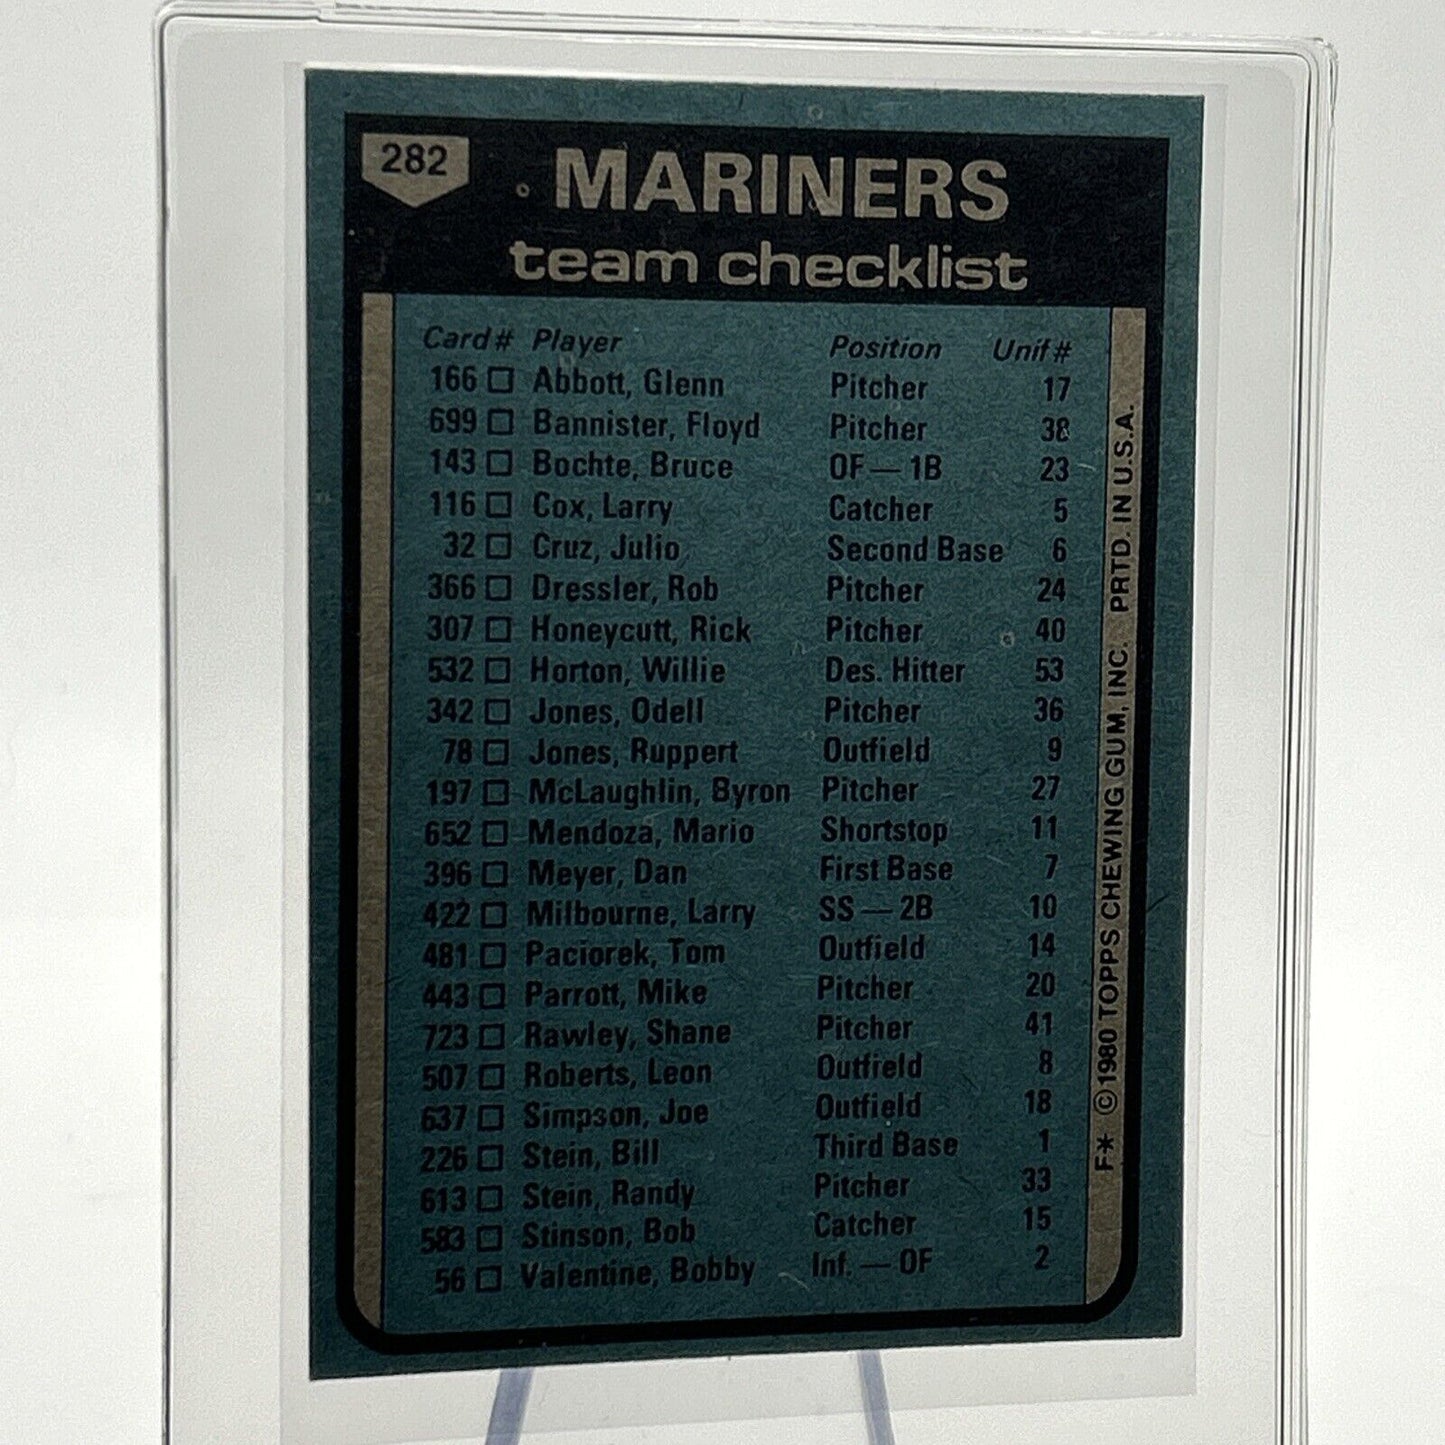 282
MARINERS
team checklist
Card # Player Position Unif #
166 □ Abbott, Glenn Pitcher 17
699 □ Bannister, Floyd Pitcher 38
143 □ Bochte, Bruce OF — 1B 23
116 □ Cox, Larry Catcher 5
32 □ Cruz, Julio Second Base 6
366 □ Dressler, Rob Pitcher 24
307 □ Honeycutt, Rick Pitcher 40
532 □ Horton, Willie Des. Hitter 53
342 □ Jones, Odell Pitcher 36
78 □ Jones, Ruppert Outfield 9
197 □ McLaughlin, Byron Pitcher 27
652 □ Mendoza, Mario Shortstop 11
396 □ Meyer, Dan First Base 7
422 □ Milbourne, Larry SS — 2B 10
481 □ Paciorek, Tom Outfield 14
443 □ Parrott, Mike Pitcher 20
723 □ Rawley, Shane Pitcher 41
507 □ Roberts, Leon Outfield 8
637 □ Simpson, Joe Outfield 18
226 □ Stein, Bill Third Base 1
613 □ Stein, Randy Pitcher 33
583 □ Stinson, Bob Catcher 15
56 □ Valentine, Bobby Inf. — OF 2
F* © 1980 TOPPS CHEWING GUM, INC. PRTD. IN U.S.A.